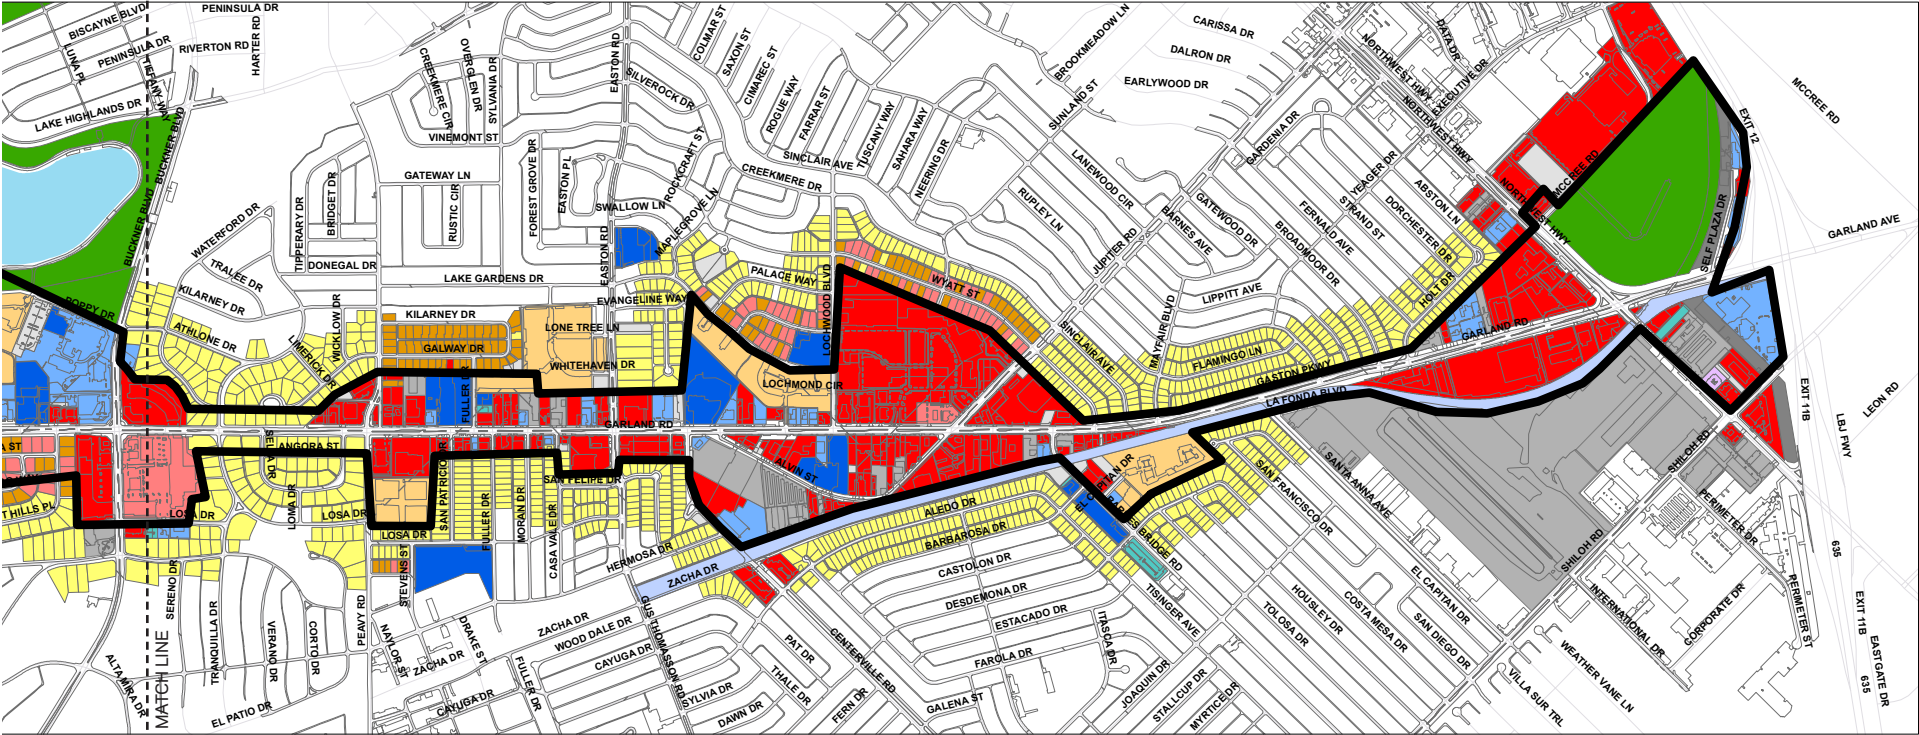 PENINSULA DR
BISCAYNE BLVD
LUNA PL
PENINSULA DR
RIVERTON RD
HARTER RD
TIFFANY WAY
LAKE HIGHLANDS DR
BUCKNER BLVD
BUCKNER BLVD
POPPY DR
CREEKMERE CIR
OVERGLEN DR
SYLVANIA DR
VINEMONT ST
EASTON RD
SILVEROCK DR
COLMAR ST
SAXON ST
CIMAREC ST
ROGUE WAY
FARRAR ST
TUSCANY WAY
SAHARA WAY
NEERING DR
SINCLAIR AVE
CREEKMERE DR
ROCKCRAFT ST
MAPLEGROVE LN
SWALLOW LN
EASTON PL
FOREST GROVE DR
EASTON RD
GATEWAY LN
RUSTIC CIR
BRIDGET DR
TIPPERARY DR
WATERFORD DR
TRALEE DR
KILARNEY DR
ATHLONE DR
DONEGAL DR
LAKE GARDENS DR
WICKLOW DR
LIMERICK DR
KILARNEY DR
GALWAY DR
EVANGELINE WAY
LONE TREE LN
WHITEHAVEN DR
PALACE WAY
LOCHWOOD BLVD
LOCHMOND CIR
WYATT ST
BROOKMEADOW LN
CARISSA DR
DALRON DR
EARLYWOOD DR
SUNLAND ST
LANEWOOD CIR
RUPLEY LN
JUPITER RD
BARNES AVE
GATEWOOD DR
GARDENIA DR
BROADMOOR DR
FERNALD AVE
STRAND ST
YEAGER DR
DORCHESTER DR
ABSTON LN
HOLT DR
LIPPITT AVE
MAYFAIR BLVD
SINCLAIR AVE
FLAMINGO LN
GASTON PKWY
GARLAND RD
LA FONDA BLVD
NORTHWEST HWY
NORTHWEST HWY
DATA DR
EXECUTIVE DR
NORTHWEST HWY
MCCREE RD
MCCREE RD
EXIT 12
SELF PLAZA DR
GARLAND AVE
LEON RD
EXIT 11B
LBJ FWY
FULLER DR
GARLAND RD
ANGORA ST
SELMA DR
LOMA DR
LOSA DR
LOSA DR
LOSA DR
SAN PATRICIO
FULLER DR
MORAN DR
CASA VALE DR
SAN FELIPE DR
ALVIN ST
HERMOSA DR
ZACHA DR
STEVENS ST
SERENO DR
TRANQUILLA DR
VERANO DR
CORTO DR
PEAVY RD
NAYLOR ST
DRAKE ST
ZACHA DR
ZACHA DR
WOOD DALE DR
CAYUGA DR
CAYUGA DR
FULLER DR
GUS THOMASSON RD
SYLVIA DR
DAWN DR
PAT DR
THALE DR
FERN DR
CENTERVILLE RD
GALENA ST
FAROLA DR
ESTACADO DR
DESDEMONA DR
CASTOLON DR
BARBAROSA DR
ALEDO DR
ITASCA DR
TISINGER AVE
JOAQUIN DR
STALLCUP DR
MYRTICE DR
EL CAPITAN DR
BARNES BRIDGE RD
SAN FRANCISCO DR
SANTA ANNA AVE
TOLOSA DR
HOUSLEY DR
COSTA MESA DR
SAN DIEGO DR
EL CAPITAN DR
SHILOH RD
SHILOH RD
INTERNATIONAL DR
CORPORATE DR
PERIMETER DR
PERIMETER ST
WEATHER VANE LN
VILLA SUR TRL
635
EXIT 11B
635
EASTGATE DR
ALTA MIRA DR
EL PATIO DR
MATCH LINE